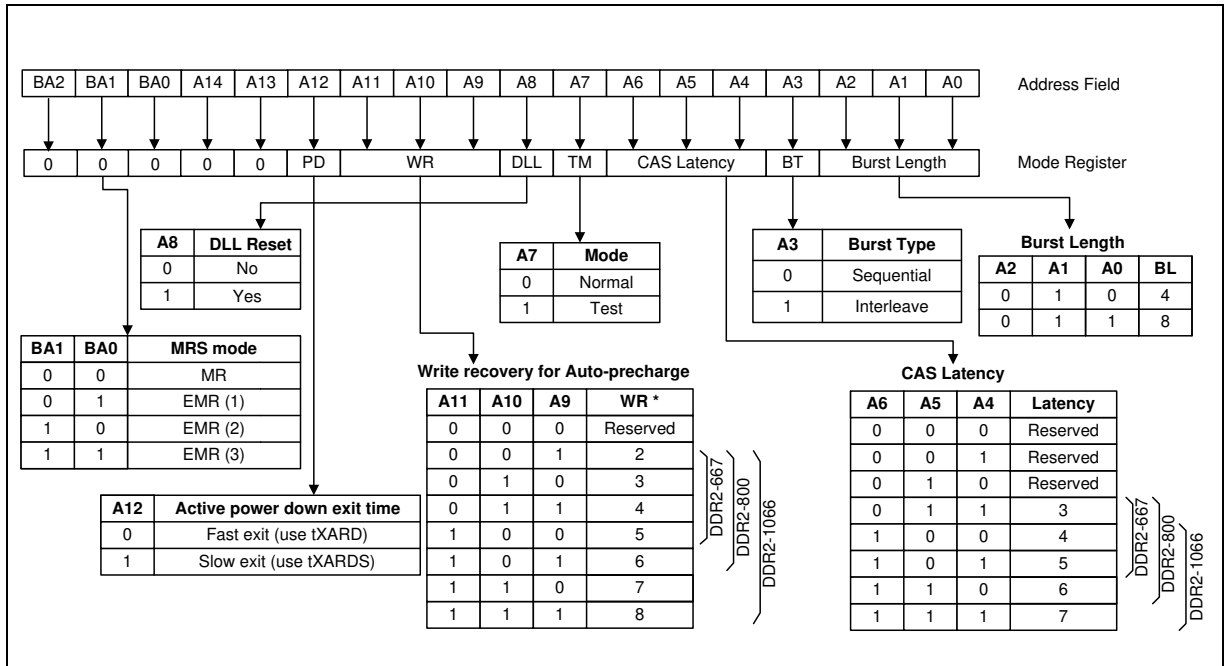 BA2 BA1 BA0 A14 A13 A12 A11 A10 A9 A8 A7 A6 A5 A4 A3 A2 A1 A0 Address Field
0 0 0 0 0 PD WR DLL TM CAS Latency BT Burst Length Mode Register
A8 DLL Reset
0 No
1 Yes
A7 Mode
0 Normal
1 Test
A3 Burst Type
0 Sequential
1 Interleave
Burst Length
A2 A1 A0 BL
0 1 0 4
0 1 1 8
BA1 BA0 MRS mode
0 0 MR
0 1 EMR (1)
1 0 EMR (2)
1 1 EMR (3)
A12 Active power down exit time
0 Fast exit (use tXARD)
1 Slow exit (use tXARDS)
Write recovery for Auto-precharge
A11 A10 A9 WR *
0 0 0 Reserved
0 0 1 2
0 1 0 3
0 1 1 4
1 0 0 5
1 0 1 6
1 1 0 7
1 1 1 8
DDR2-667
DDR2-800
DDR2-1066
CAS Latency
A6 A5 A4 Latency
0 0 0 Reserved
0 0 1 Reserved
0 1 0 Reserved
0 1 1 3
1 0 0 4
1 0 1 5
1 1 0 6
1 1 1 7
DDR2-667
DDR2-800
DDR2-1066